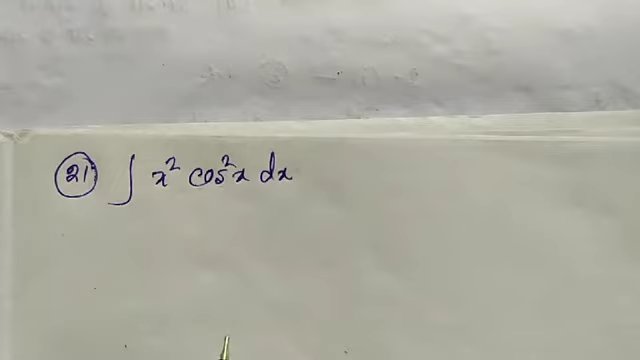 21 ∫ x² cos²x dx